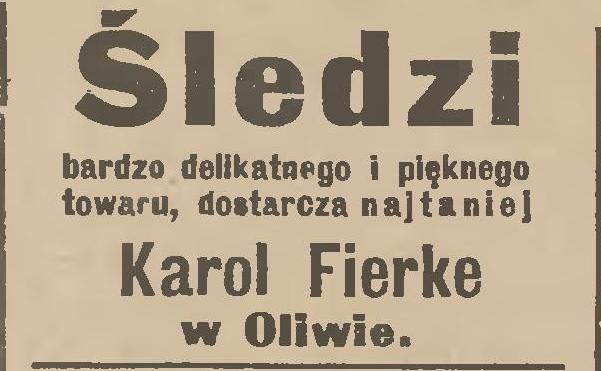 Śledzi
bardzo delikatnego i pięknego
towaru, dostarcza najtaniej
Karol Fierke
w Oliwie.